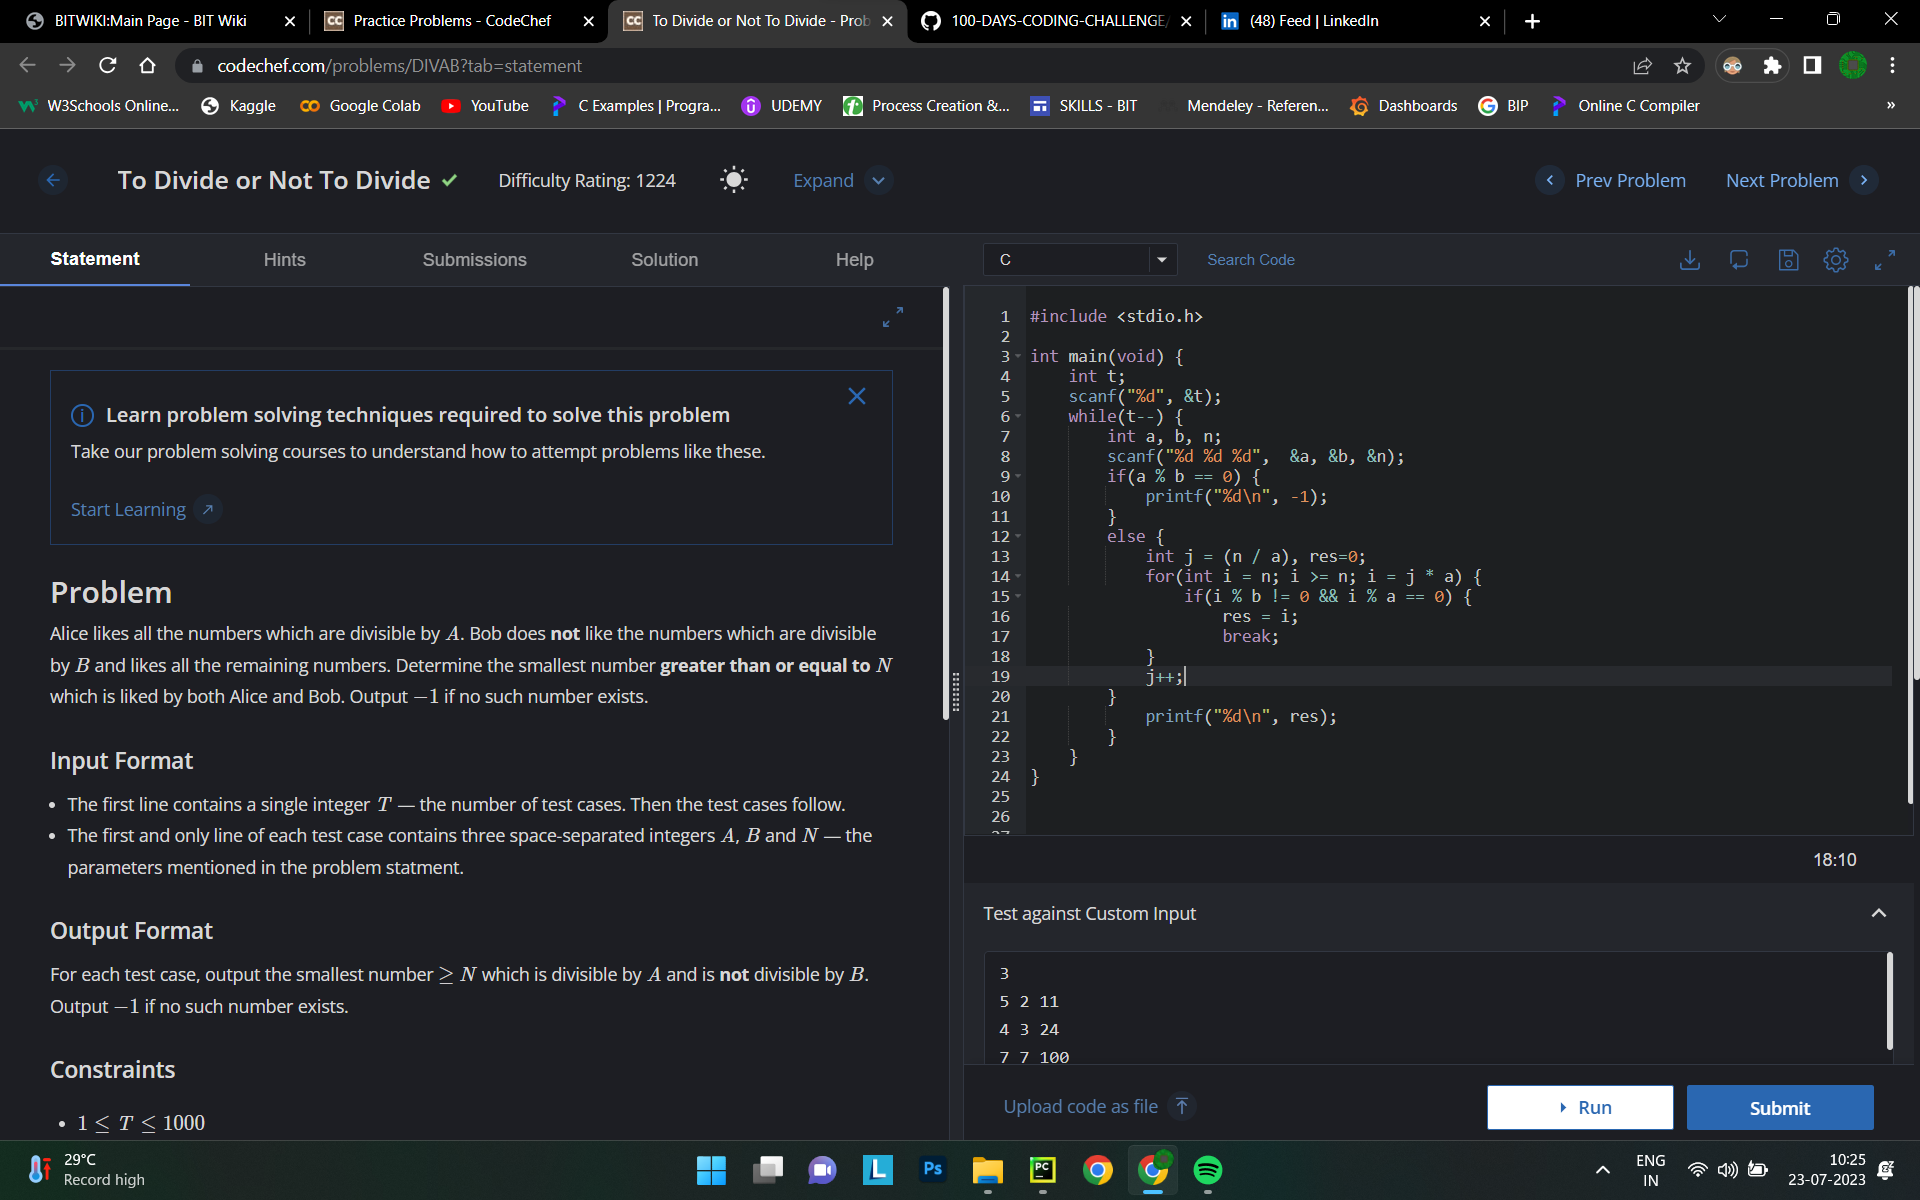 BITWIKI:Main Page - BIT Wiki
Practice Problems - CodeChef
CC
To Divide or Not To Divide - Prob
CC
100-DAYS-CODING-CHALLENGE/
(48) Feed | LinkedIn
codechef.com/problems/DIVAB?tab=statement
W3Schools Online...
Kaggle
Google Colab
YouTube
C Examples | Progra...
UDEMY
Process Creation &...
SKILLS - BIT
Mendeley - Referen...
Dashboards
BIP
Online C Compiler
»
To Divide or Not To Divide
Difficulty Rating: 1224
Expand
Prev Problem
Next Problem
Statement
Hints
Submissions
Solution
Help
C
Search Code
Learn problem solving techniques required to solve this problem
Take our problem solving courses to understand how to attempt problems like these.
Start Learning
Problem
Alice likes all the numbers which are divisible by A. Bob does not like the numbers which are divisible
by B and likes all the remaining numbers. Determine the smallest number greater than or equal to N
which is liked by both Alice and Bob. Output −1 if no such number exists.
Input Format
• The first line contains a single integer T — the number of test cases. Then the test cases follow.
• The first and only line of each test case contains three space-separated integers A, B and N — the
parameters mentioned in the problem statment.
Output Format
For each test case, output the smallest number ≥ N which is divisible by A and is not divisible by B.
Output −1 if no such number exists.
Constraints
• 1 ≤ T ≤ 1000
1 #include <stdio.h>
2
3 int main(void) {
4     int t;
5     scanf("%d", &t);
6     while(t--) {
7         int a, b, n;
8         scanf("%d %d %d",  &a, &b, &n);
9         if(a % b == 0) {
10             printf("%d\n", -1);
11         }
12         else {
13             int j = (n / a), res=0;
14             for(int i = n; i >= n; i = j * a) {
15                 if(i % b != 0 && i % a == 0) {
16                     res = i;
17                     break;
18             }
19             j++;
20         }
21             printf("%d\n", res);
22         }
23     }
24 }
25
26
27
18:10
Test against Custom Input
3
5 2 11
4 3 24
7 7 100
Upload code as file
Run
Submit
29°C
Record high
L
Ps
PC
ENG
IN
10:25
23-07-2023